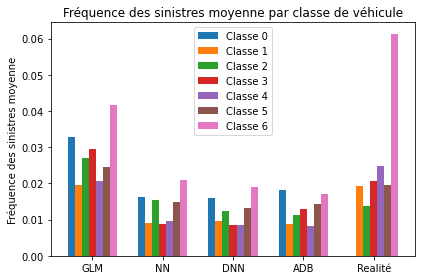 Fréquence des sinistres moyenne par classe de véhicule
Fréquence des sinistres moyenne
0.06
0.05
0.04
0.03
0.02
0.01
0.00
Classe 0
Classe 1
Classe 2
Classe 3
Classe 4
Classe 5
Classe 6
GLM NN DNN ADB Realité